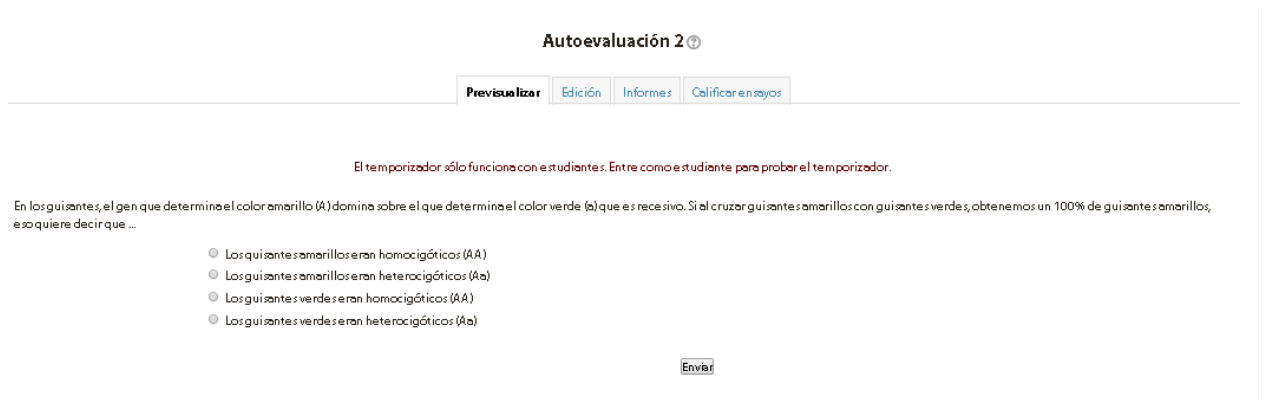 Autoevaluación 2
Previsualizar Edición Informes Calificar ensayos
El temporizador sólo funciona con estudiantes. Entre como estudiante para probar el temporizador.
En los guisantes, el gen que determina el color amarillo (A) domina sobre el que determina el color verde (a) que es recesivo. Si al cruzar guisantes amarillos con guisantes verdes, obtenemos un 100% de guisantes amarillos,
eso quiere decir que ...
Los guisantes amarillos eran homocigóticos (AA)
Los guisantes amarillos eran heterocigóticos (Aa)
Los guisantes verdes eran homocigóticos (AA)
Los guisantes verdes eran heterocigóticos (Aa)
Enviar